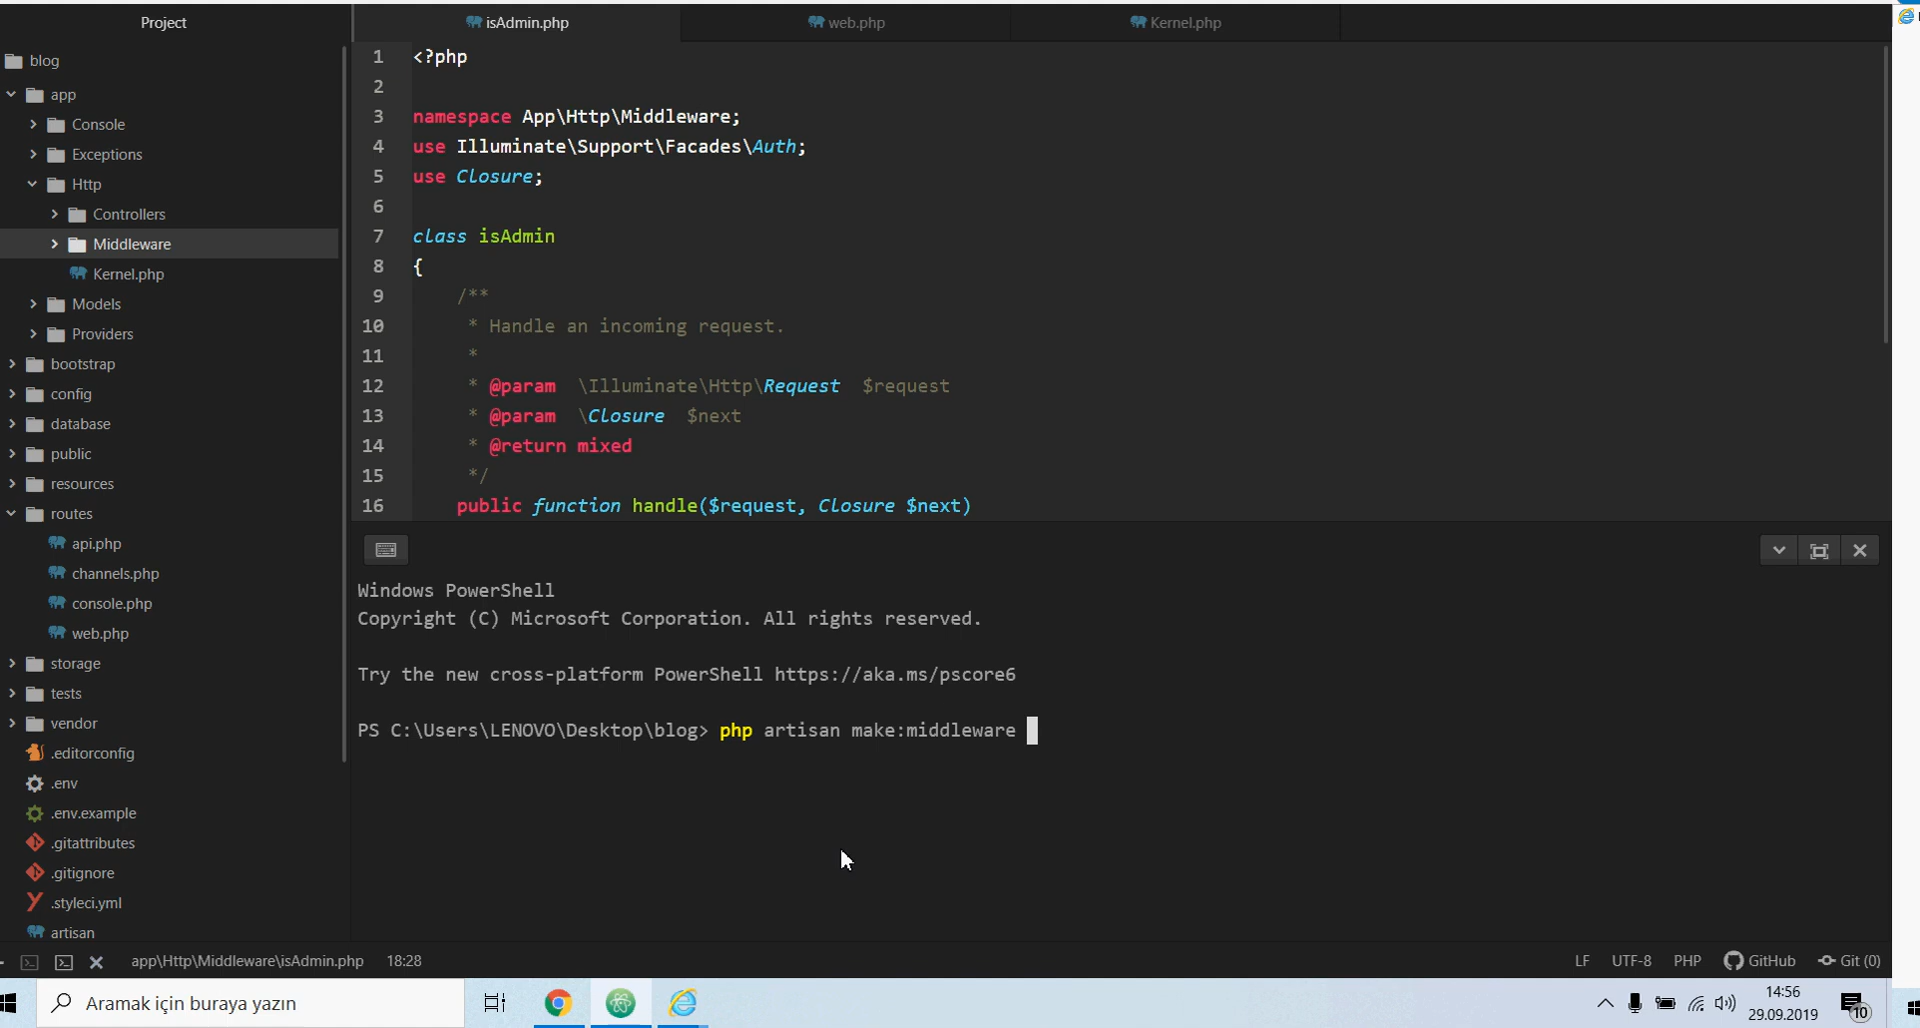 Project
blog
app
Console
Exceptions
Http
Controllers
Middleware
Kernel.php
Models
Providers
bootstrap
config
database
public
resources
routes
api.php
channels.php
console.php
web.php
storage
tests
vendor
.editorconfig
.env
.env.example
.gitattributes
.gitignore
.styleci.yml
artisan
isAdmin.php web.php Kernel.php
1 <?php
2
3 namespace App\Http\Middleware;
4 use Illuminate\Support\Facades\Auth;
5 use Closure;
6
7 class isAdmin
8 {
9 /**
10 * Handle an incoming request.
11 *
12 * @param \Illuminate\Http\Request $request
13 * @param \Closure $next
14 * @return mixed
15 */
16 public function handle($request, Closure $next)
Windows PowerShell
Copyright (C) Microsoft Corporation. All rights reserved.
Try the new cross-platform PowerShell https://aka.ms/pscore6
PS C:\Users\LENOVO\Desktop\blog> php artisan make:middleware
app\Http\Middleware\isAdmin.php 18:28 LF UTF-8 PHP GitHub Git (0)
Aramak için buraya yazın
14:56
29.09.2019
10